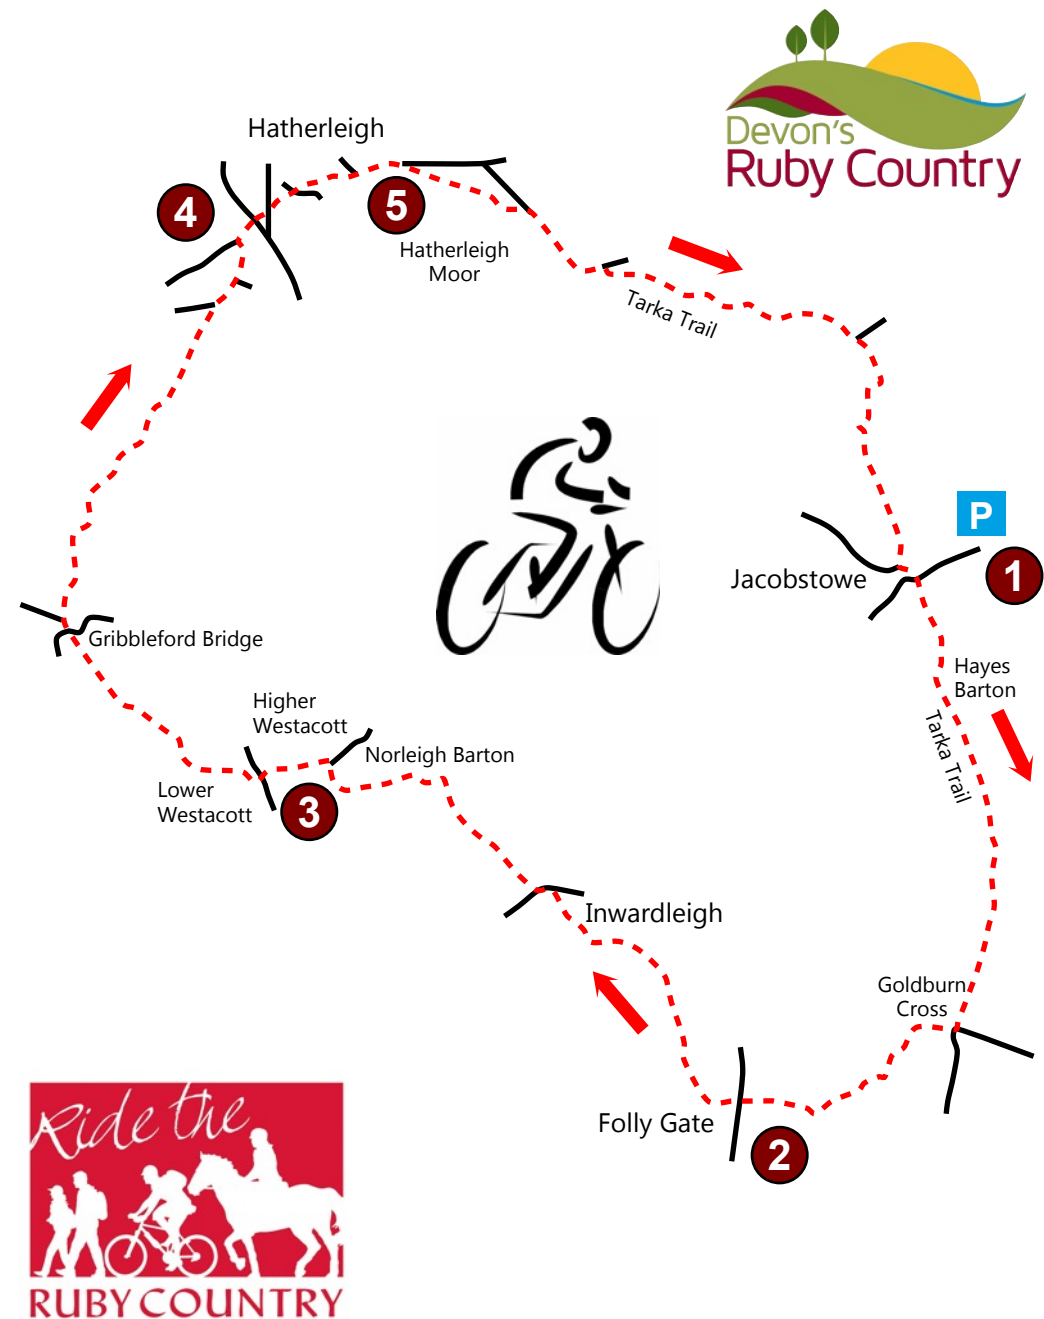 Devon's
Ruby Country
Hatherleigh
4
5
Hatherleigh
Moor
Tarka Trail
P
1
Jacobstowe
Gribbleford Bridge
Hayes
Barton
Tarka Trail
Higher
Westacott
Norleigh Barton
Lower
Westacott
3
Inwardleigh
Goldburn
Cross
Folly Gate
2
Ride the
RUBY COUNTRY